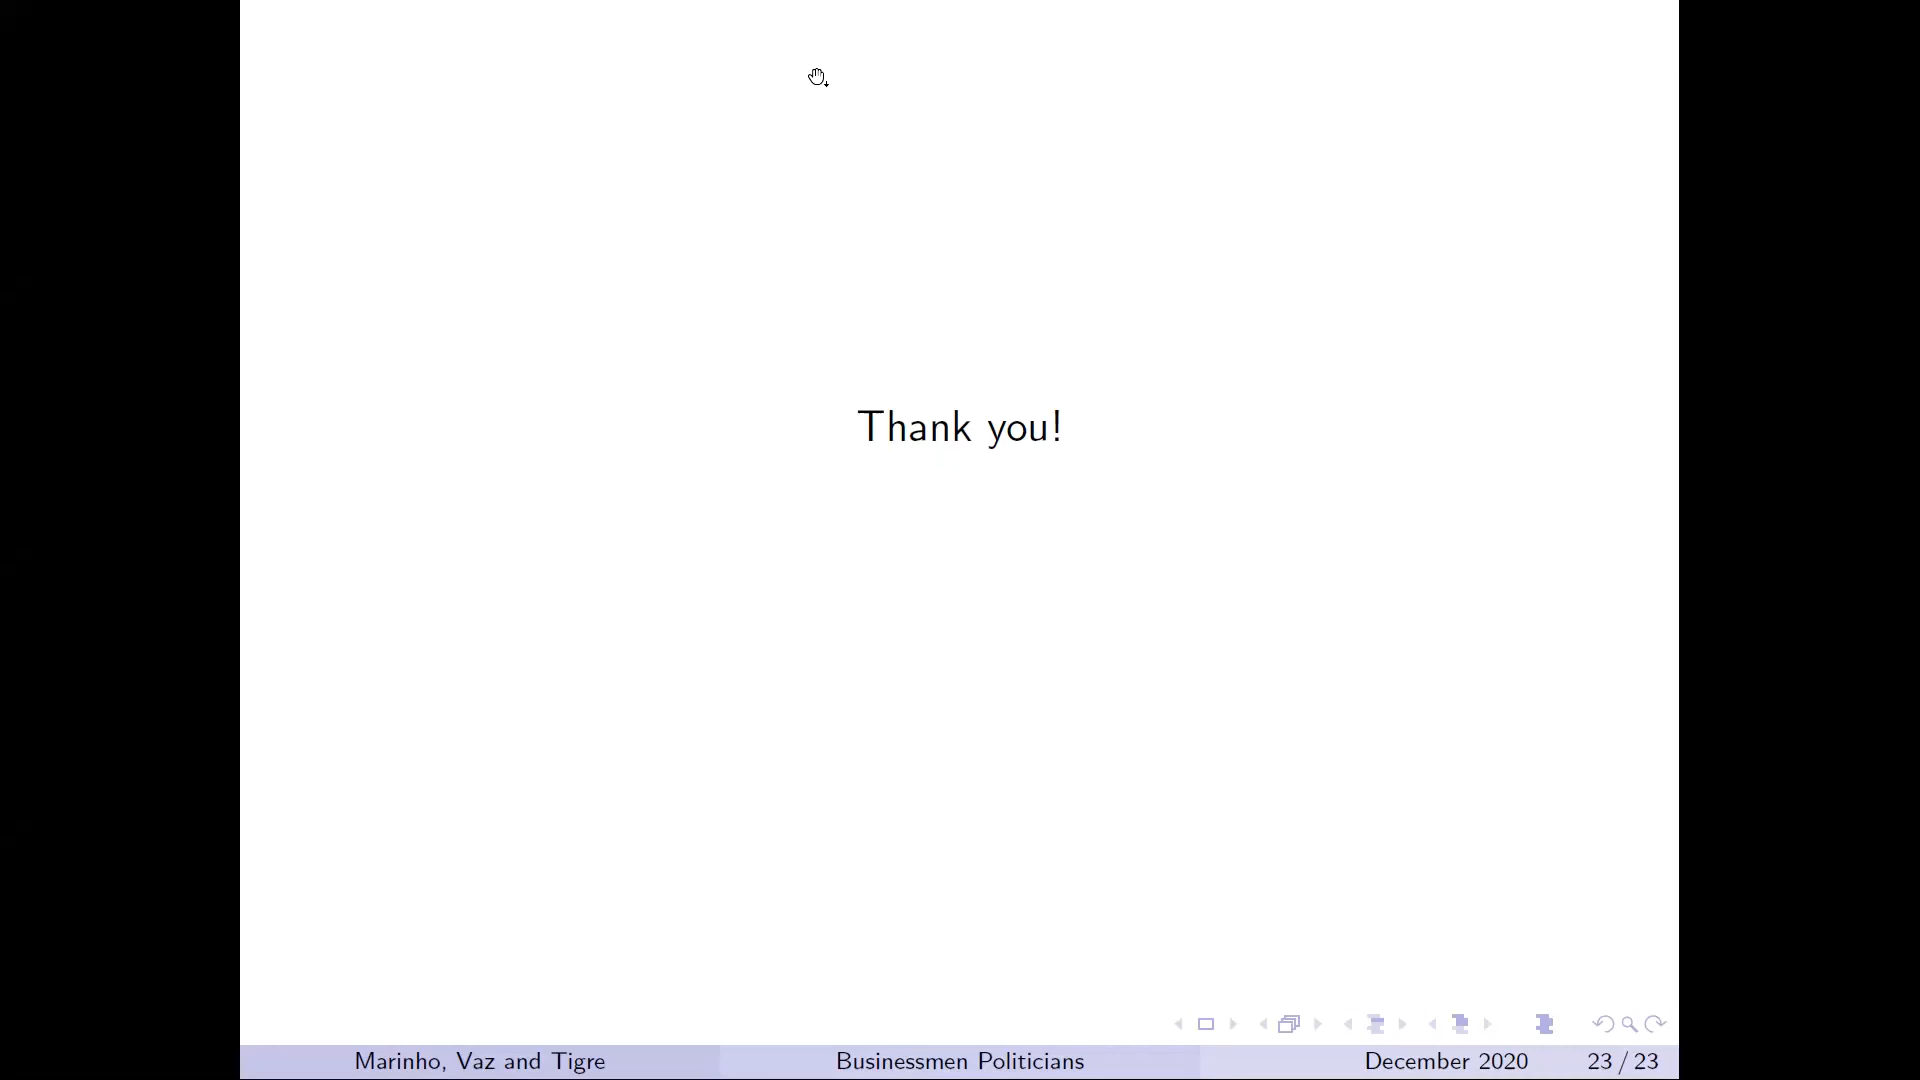 Thank you!
Marinho, Vaz and Tigre Businessmen Politicians December 2020 23 / 23